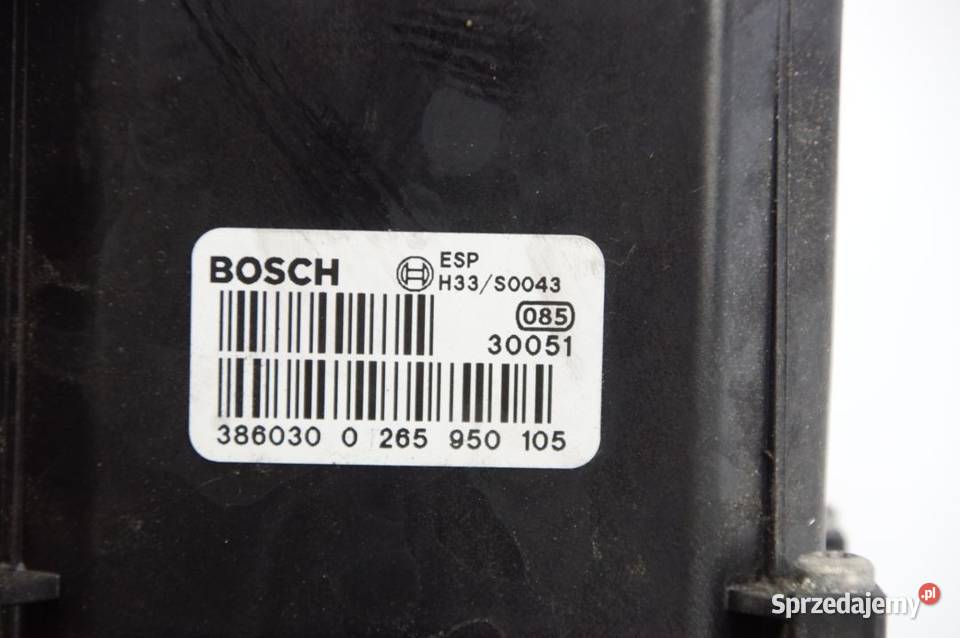 BOSCH
ESP
H33/S0043
085
30051
386030 0 265 950 105
Sprzedajemy.pl